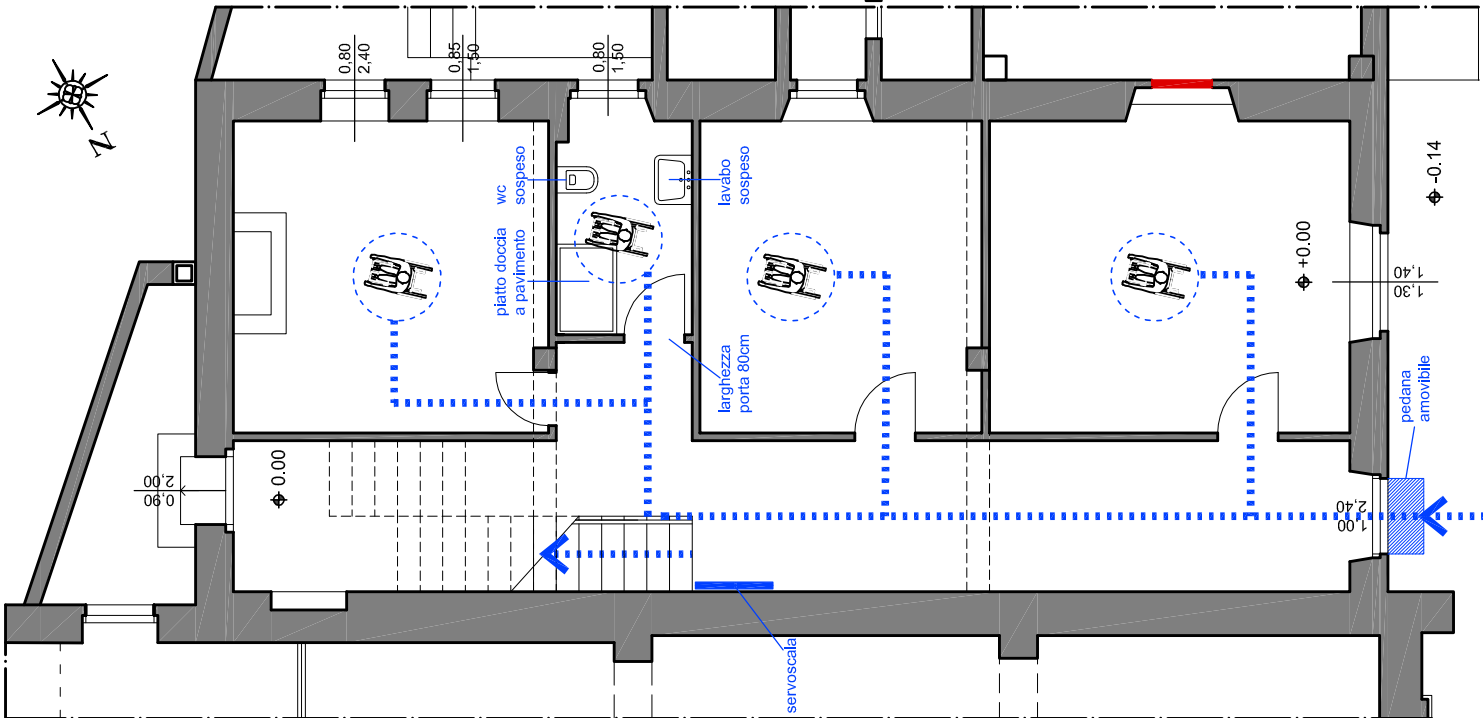 N
0,80
2,40
0,85
1,50
0,80
1,50
wc
sospeso
piatto doccia
a pavimento
lavabo
sospeso
larghezza
porta 80cm
-0.14
+0.00
1,40
1,30
pedana
amovibile
2,00
0,90
0.00
2,40
1,00
servoscala